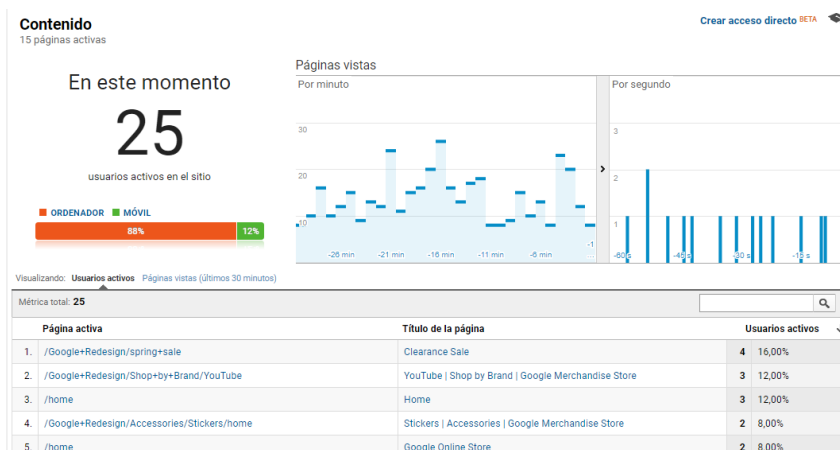 Contenido
15 páginas activas
Crear acceso directo BETA
En este momento
25
usuarios activos en el sitio
ORDENADOR MÓVIL
88% 12%
Páginas vistas
Por minuto
30
20
10
-26 min -21 min -16 min -11 min -6 min -1
Por segundo
3
2
1
-60 s -45 s -30 s -15 s
Visualizando: Usuarios activos Páginas vistas (últimos 30 minutos)
Métrica total: 25
Página activa Título de la página Usuarios activos
1. /Google+Redesign/spring+sale Clearance Sale 4 16,00%
2. /Google+Redesign/Shop+by+Brand/YouTube YouTube | Shop by Brand | Google Merchandise Store 3 12,00%
3. /home Home 3 12,00%
4. /Google+Redesign/Accessories/Stickers/home Stickers | Accessories | Google Merchandise Store 2 8,00%
5. /home Google Online Store 2 8,00%